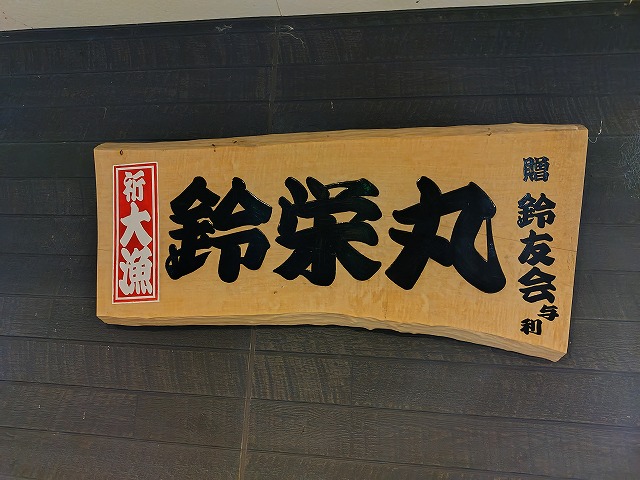 祈大漁
鈴栄丸
贈 鈴友会
与利